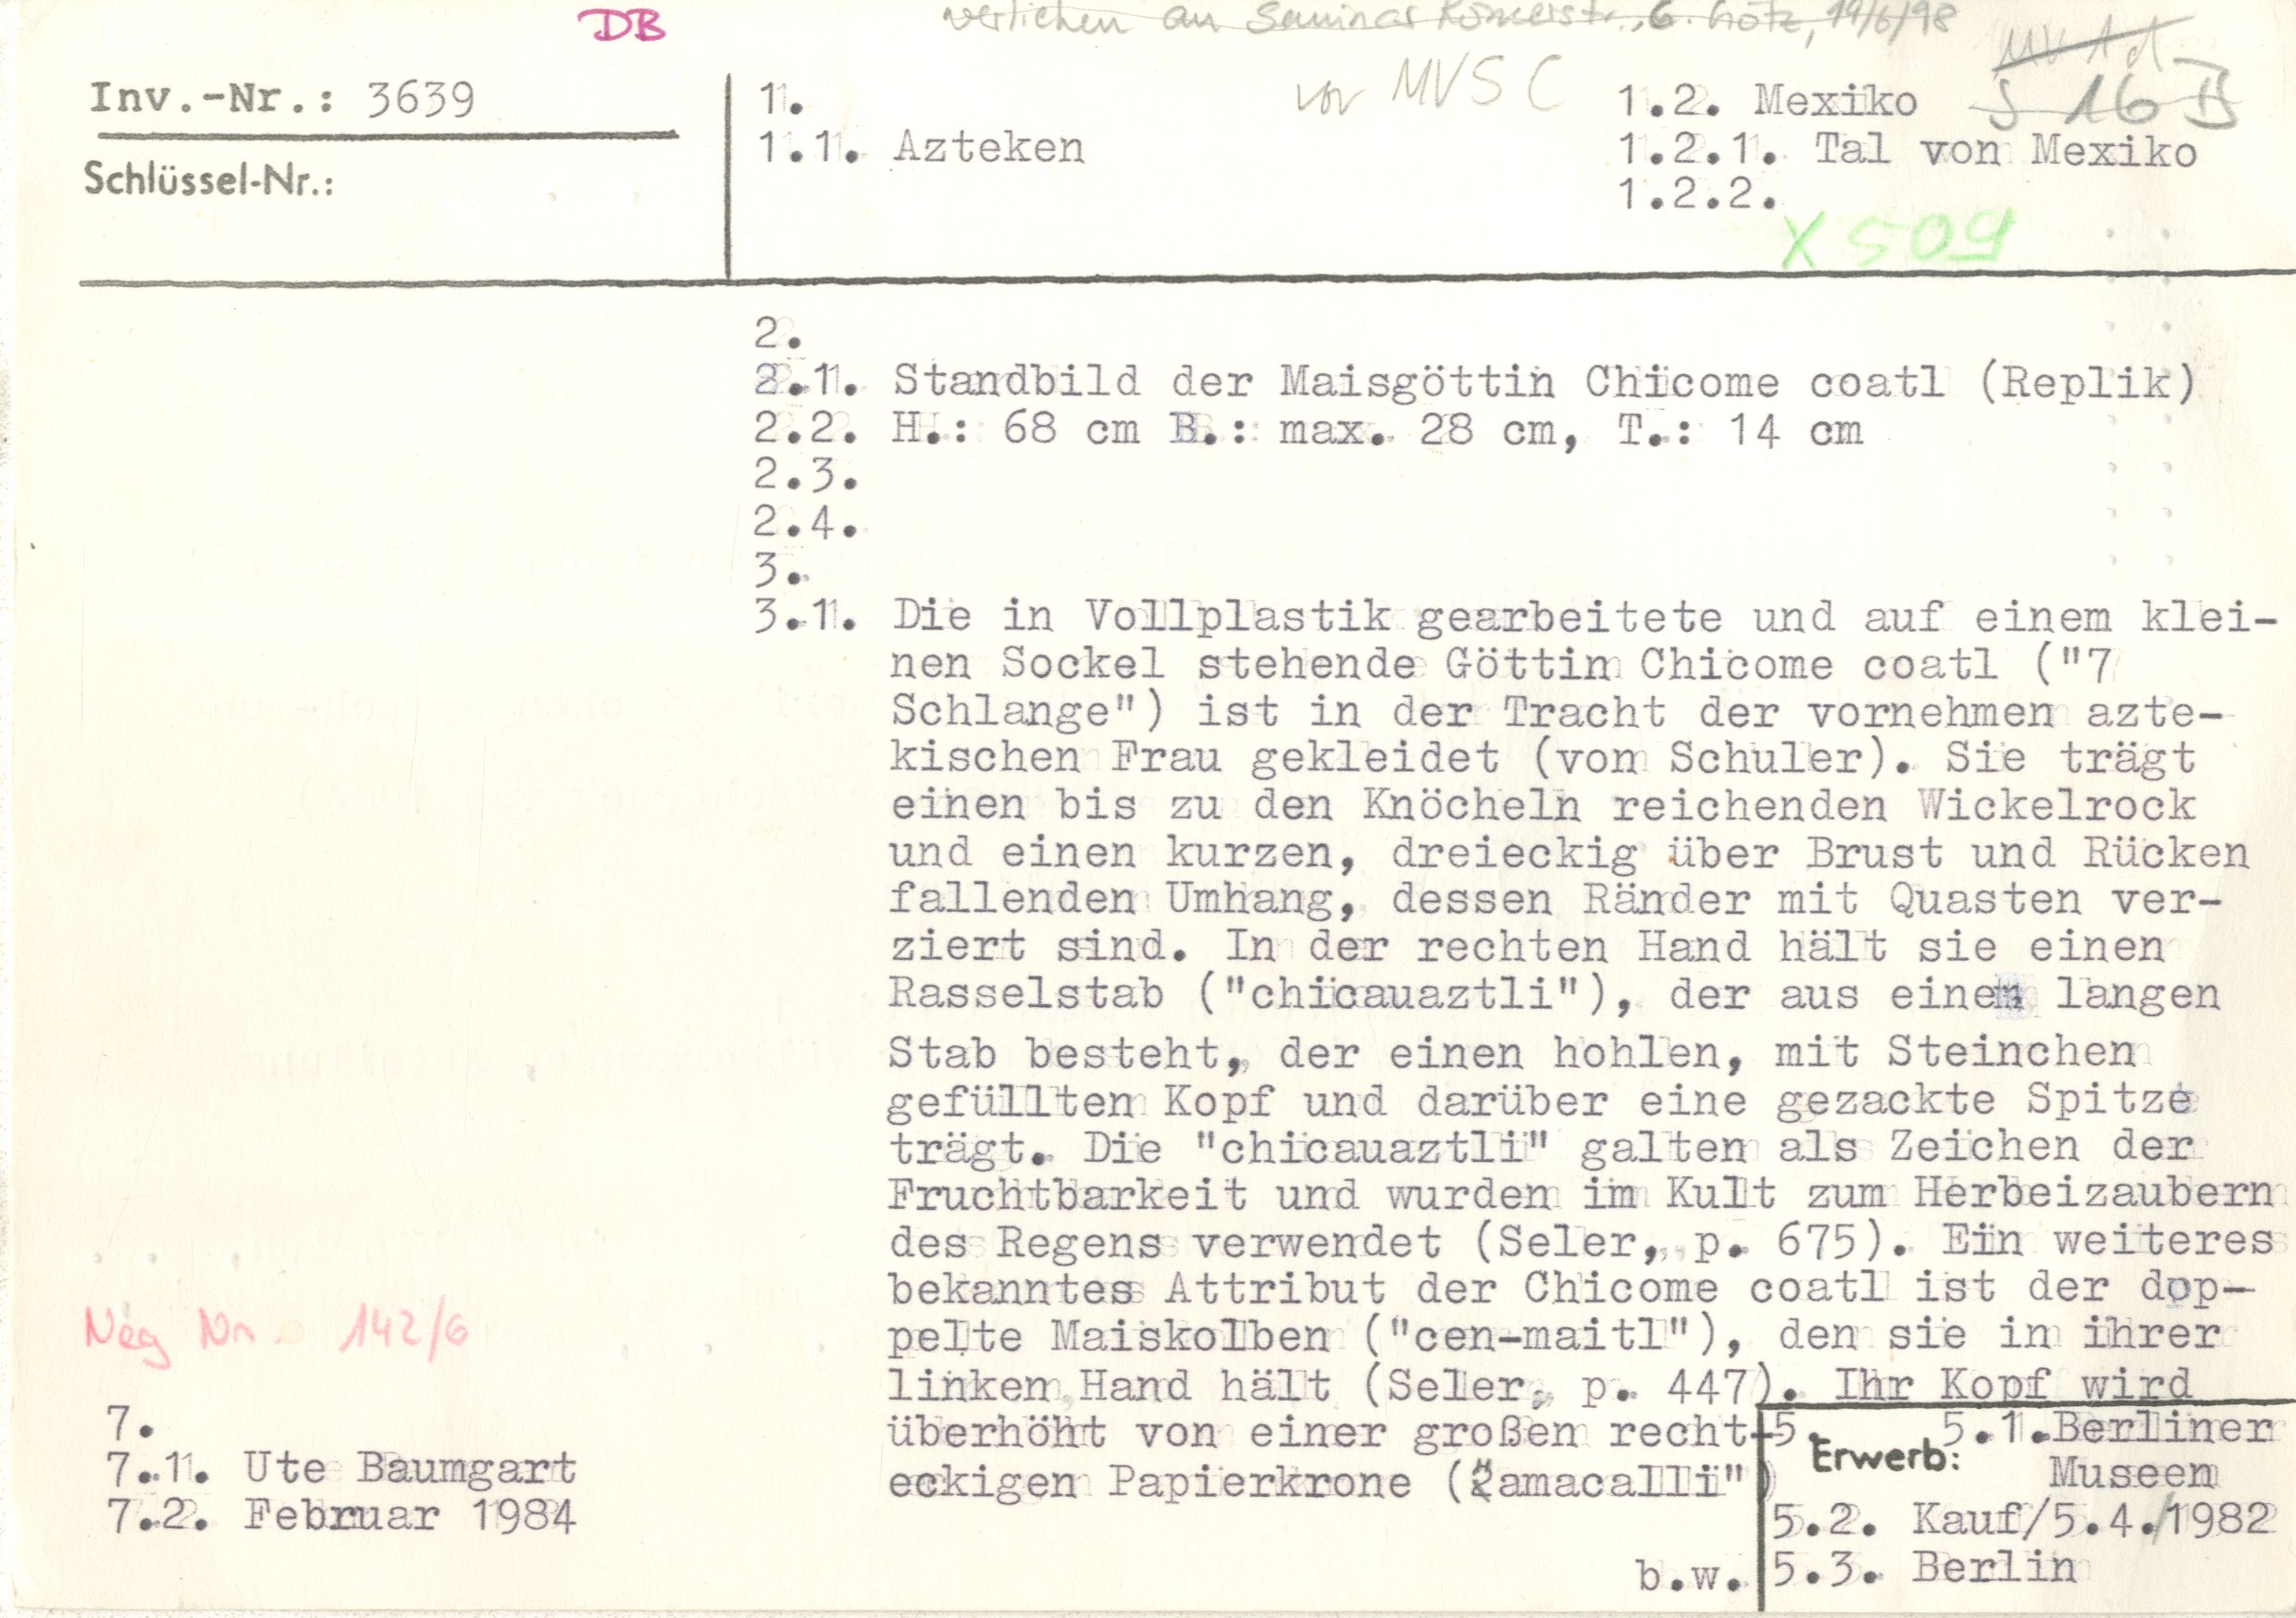 DB
verliehen an Seminar Römerstr., G. Götz, 19/6/98
Inv.-Nr.: 3639
Schlüssel-Nr.:
1.
1.1. Azteken
vor MVS C
1.2. Mexiko
S 16 B
1.2.1. Tal von Mexiko
1.2.2.
X 509
2.
2.1. Standbild der Maisgöttin Chicome coatl (Replik)
2.2. H.: 68 cm B.: max. 28 cm, T.: 14 cm
2.3.
2.4.
3.
3.1. Die in Vollplastik gearbeitete und auf einem klei-
nen Sockel stehende Göttin Chicome coatl ("7
Schlange") ist in der Tracht der vornehmen azte-
kischen Frau gekleidet (von Schuler). Sie trägt
einen bis zu den Knöcheln reichenden Wickelrock
und einen kurzen, dreieckig über Brust und Rücken
fallenden Umhang, dessen Ränder mit Quasten ver-
ziert sind. In der rechten Hand hält sie einen
Rasselstab ("chicauaztli"), der aus einem langen
Stab besteht, der einen hohlen, mit Steinchen
gefüllten Kopf und darüber eine gezackte Spitze
trägt. Die "chicauaztli" galten als Zeichen der
Fruchtbarkeit und wurden im Kult zum Herbeizaubern
des Regens verwendet (Seler, p. 675). Ein weiteres
bekanntes Attribut der Chicome coatl ist der dop-
pelte Maiskolben ("cen-maitl"), den sie in ihrer
linken Hand hält (Seler, p. 447). Ihr Kopf wird
überhöht von einer großen recht-
eckigen Papierkrone ("amacalli")
b.w.
Neg Nr. 142/6
7.
7.1. Ute Baumgart
7.2. Februar 1984
5. 5.1. Berliner
Erwerb: Museen
5.2. Kauf/5.4./1982
5.3. Berlin